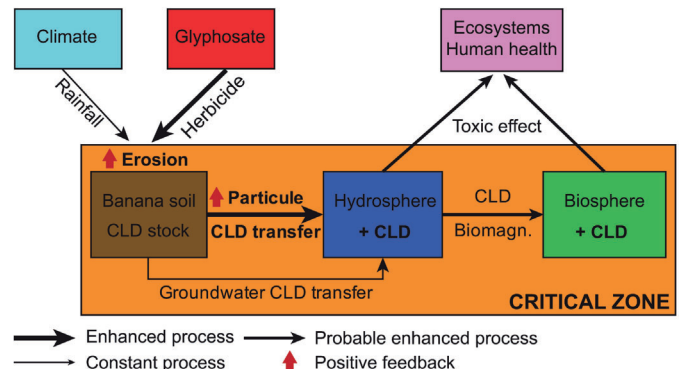 Climate
Glyphosate
Ecosystems
Human health
Rainfall
Herbicide
Toxic effect
Erosion
Banana soil
CLD stock
Particule
CLD transfer
Hydrosphere
+ CLD
CLD
Biomagn.
Biosphere
+ CLD
Groundwater CLD transfer
CRITICAL ZONE
Enhanced process
Probable enhanced process
Constant process
Positive feedback